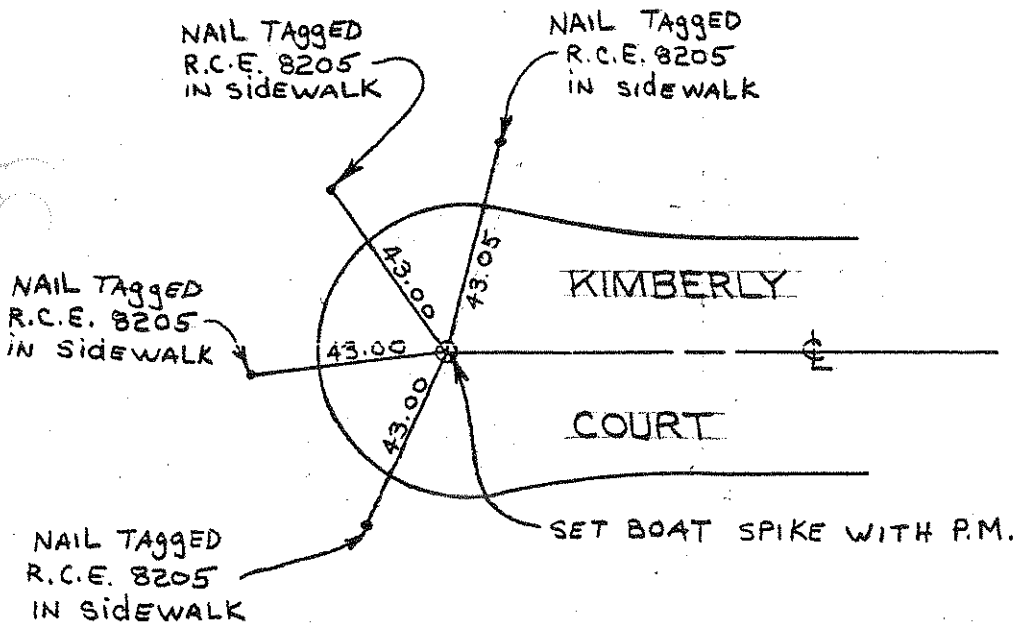 NAIL TAggED
R.C.E. 8205
IN SidEWALK
NAIL TAggED
R.C.E. 8205
IN SidEWALK
43.00
43.05
KIMBERLY
NAIL TAggED
R.C.E. 8205
IN SidEWALK
43.00
℄
43.00
COURT
SET BOAT SPIKE WITH P.M.
NAIL TAggED
R.C.E. 8205
IN SidEWALK